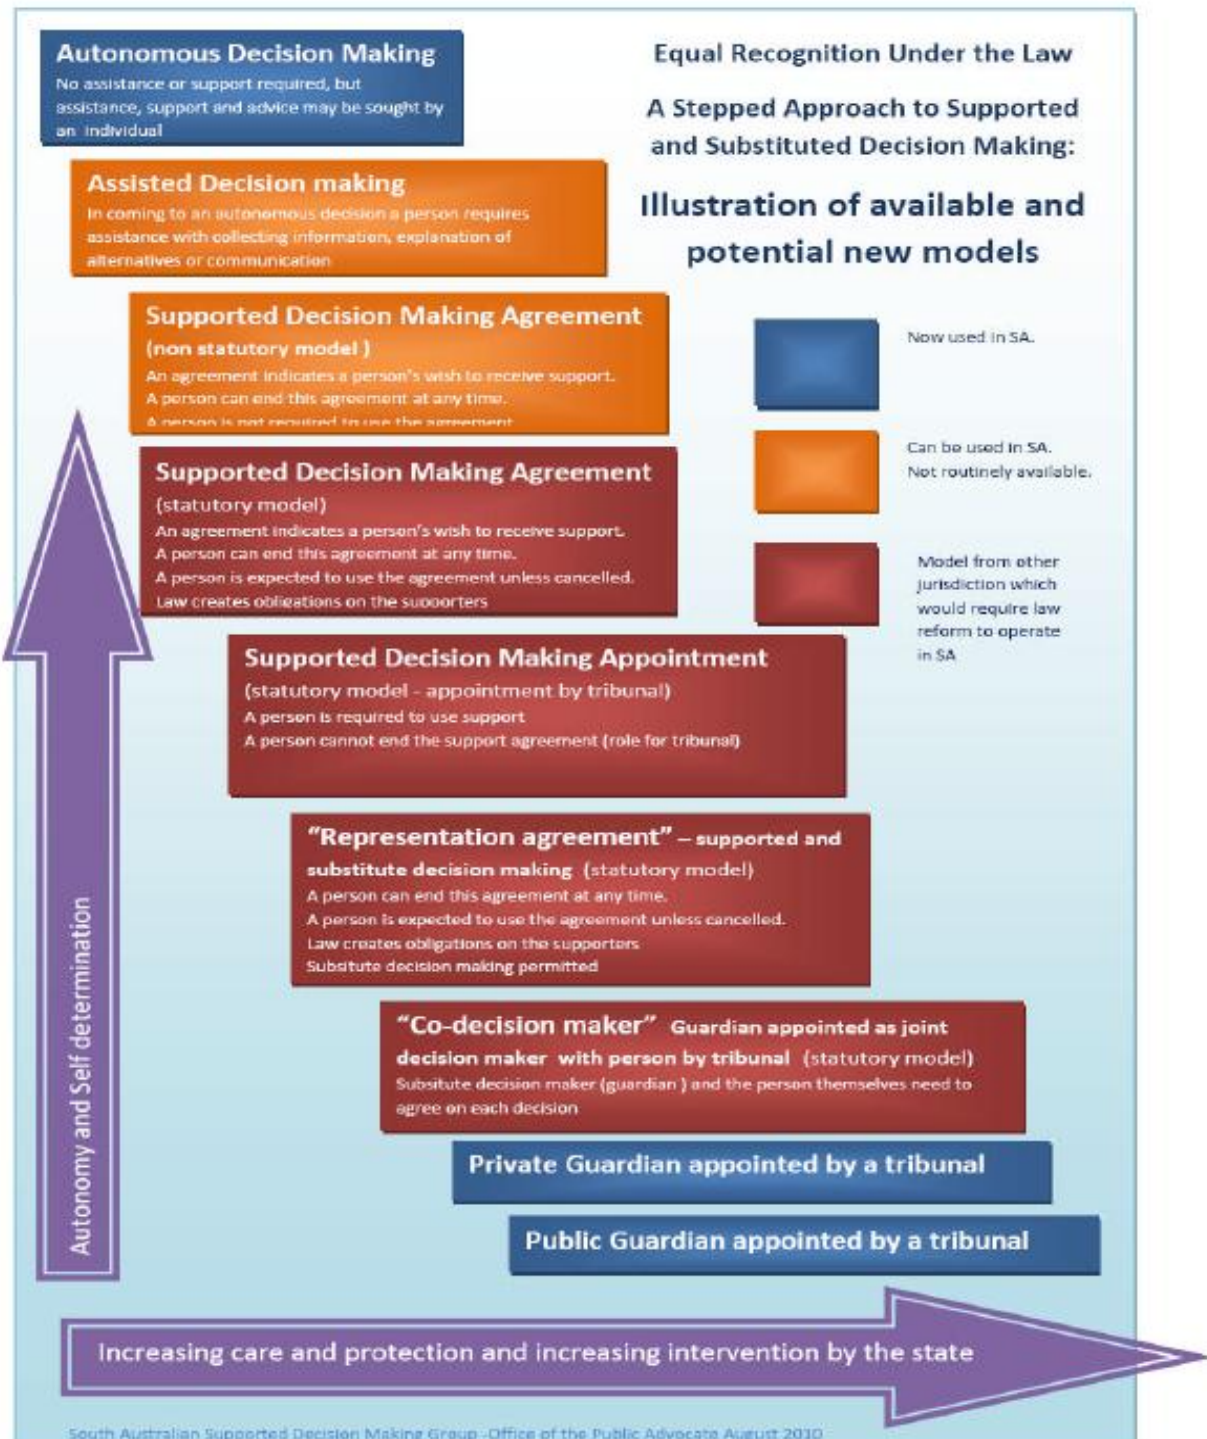 Autonomous Decision Making
No assistance or support required, but
assistance, support and advice may be sought by
an individual
Equal Recognition Under the Law
A Stepped Approach to Supported
and Substituted Decision Making:
Illustration of available and
potential new models
Assisted Decision making
In coming to an autonomous decision a person requires
assistance with collecting information, explanation of
alternatives or communication
Supported Decision Making Agreement
(non statutory model )
An agreement indicates a person's wish to receive support.
A person can end this agreement at any time.
A person is not required to use the agreement
Now used in SA.
Can be used in SA.
Not routinely available.
Model from other
jurisdiction which
would require law
reform to operate
in SA
Supported Decision Making Agreement
(statutory model)
An agreement indicates a person's wish to receive support.
A person can end this agreement at any time.
A person is expected to use the agreement unless cancelled.
Law creates obligations on the supporters
Supported Decision Making Appointment
(statutory model - appointment by tribunal)
A person is required to use support
A person cannot end the support agreement (role for tribunal)
“Representation agreement” – supported and
substitute decision making (statutory model)
A person can end this agreement at any time.
A person is expected to use the agreement unless cancelled.
Law creates obligations on the supporters
Subsitute decision making permitted
“Co-decision maker” Guardian appointed as joint
decision maker with person by tribunal (statutory model)
Subsitute decision maker (guardian ) and the person themselves need to
agree on each decision
Private Guardian appointed by a tribunal
Public Guardian appointed by a tribunal
Autonomy and Self determination
Increasing care and protection and increasing intervention by the state
South Australian Supported Decision Making Group -Office of the Public Advocate August 2010